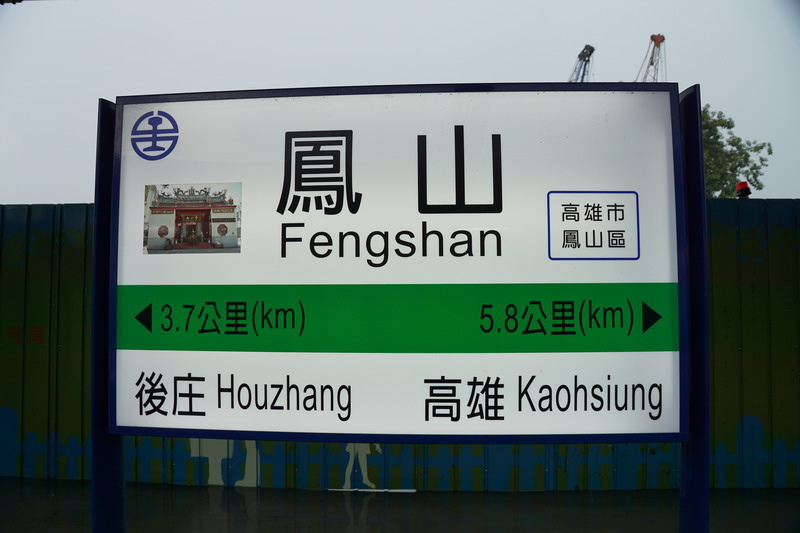 鳳山
Fengshan
高雄市
鳳山區
3.7公里(km)
5.8公里(km)
後庄 Houzhang
高雄 Kaohsiung